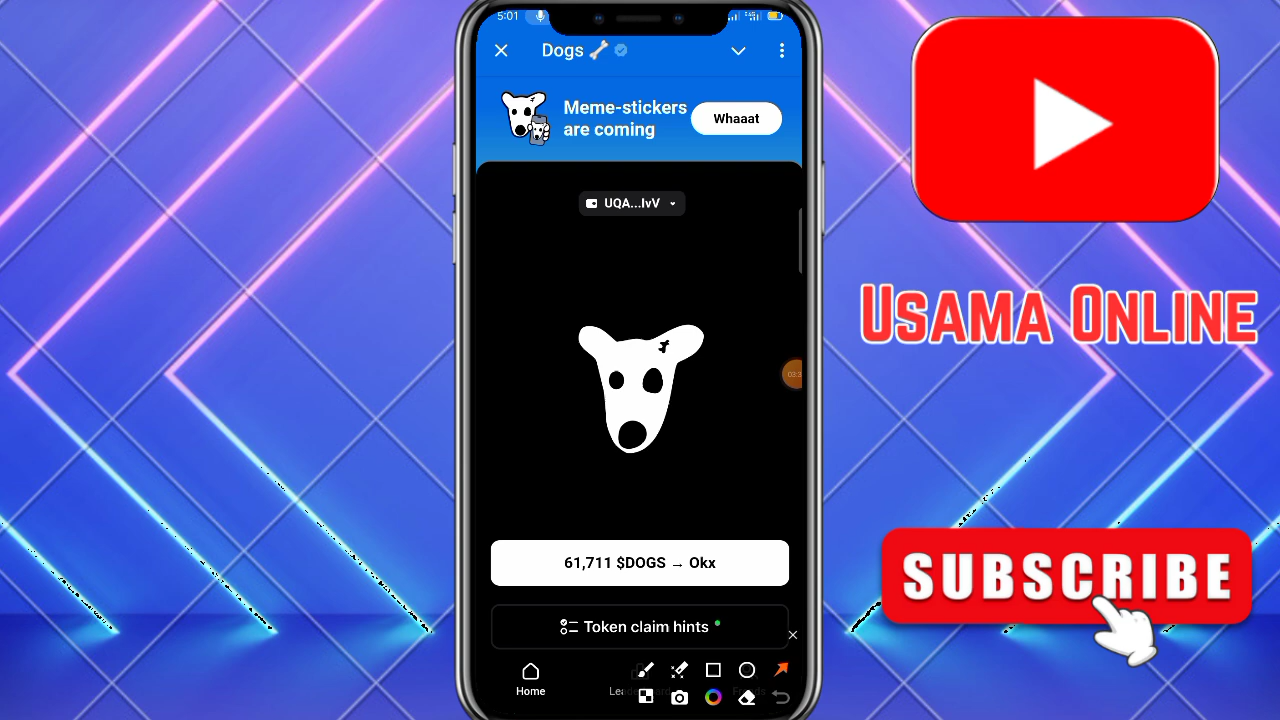 5:01
Dogs
Meme-stickers
are coming
Whaaat
UQA...lvV
61,711 $DOGS → Okx
Token claim hints
Home
USAMA ONLINE
SUBSCRIBE